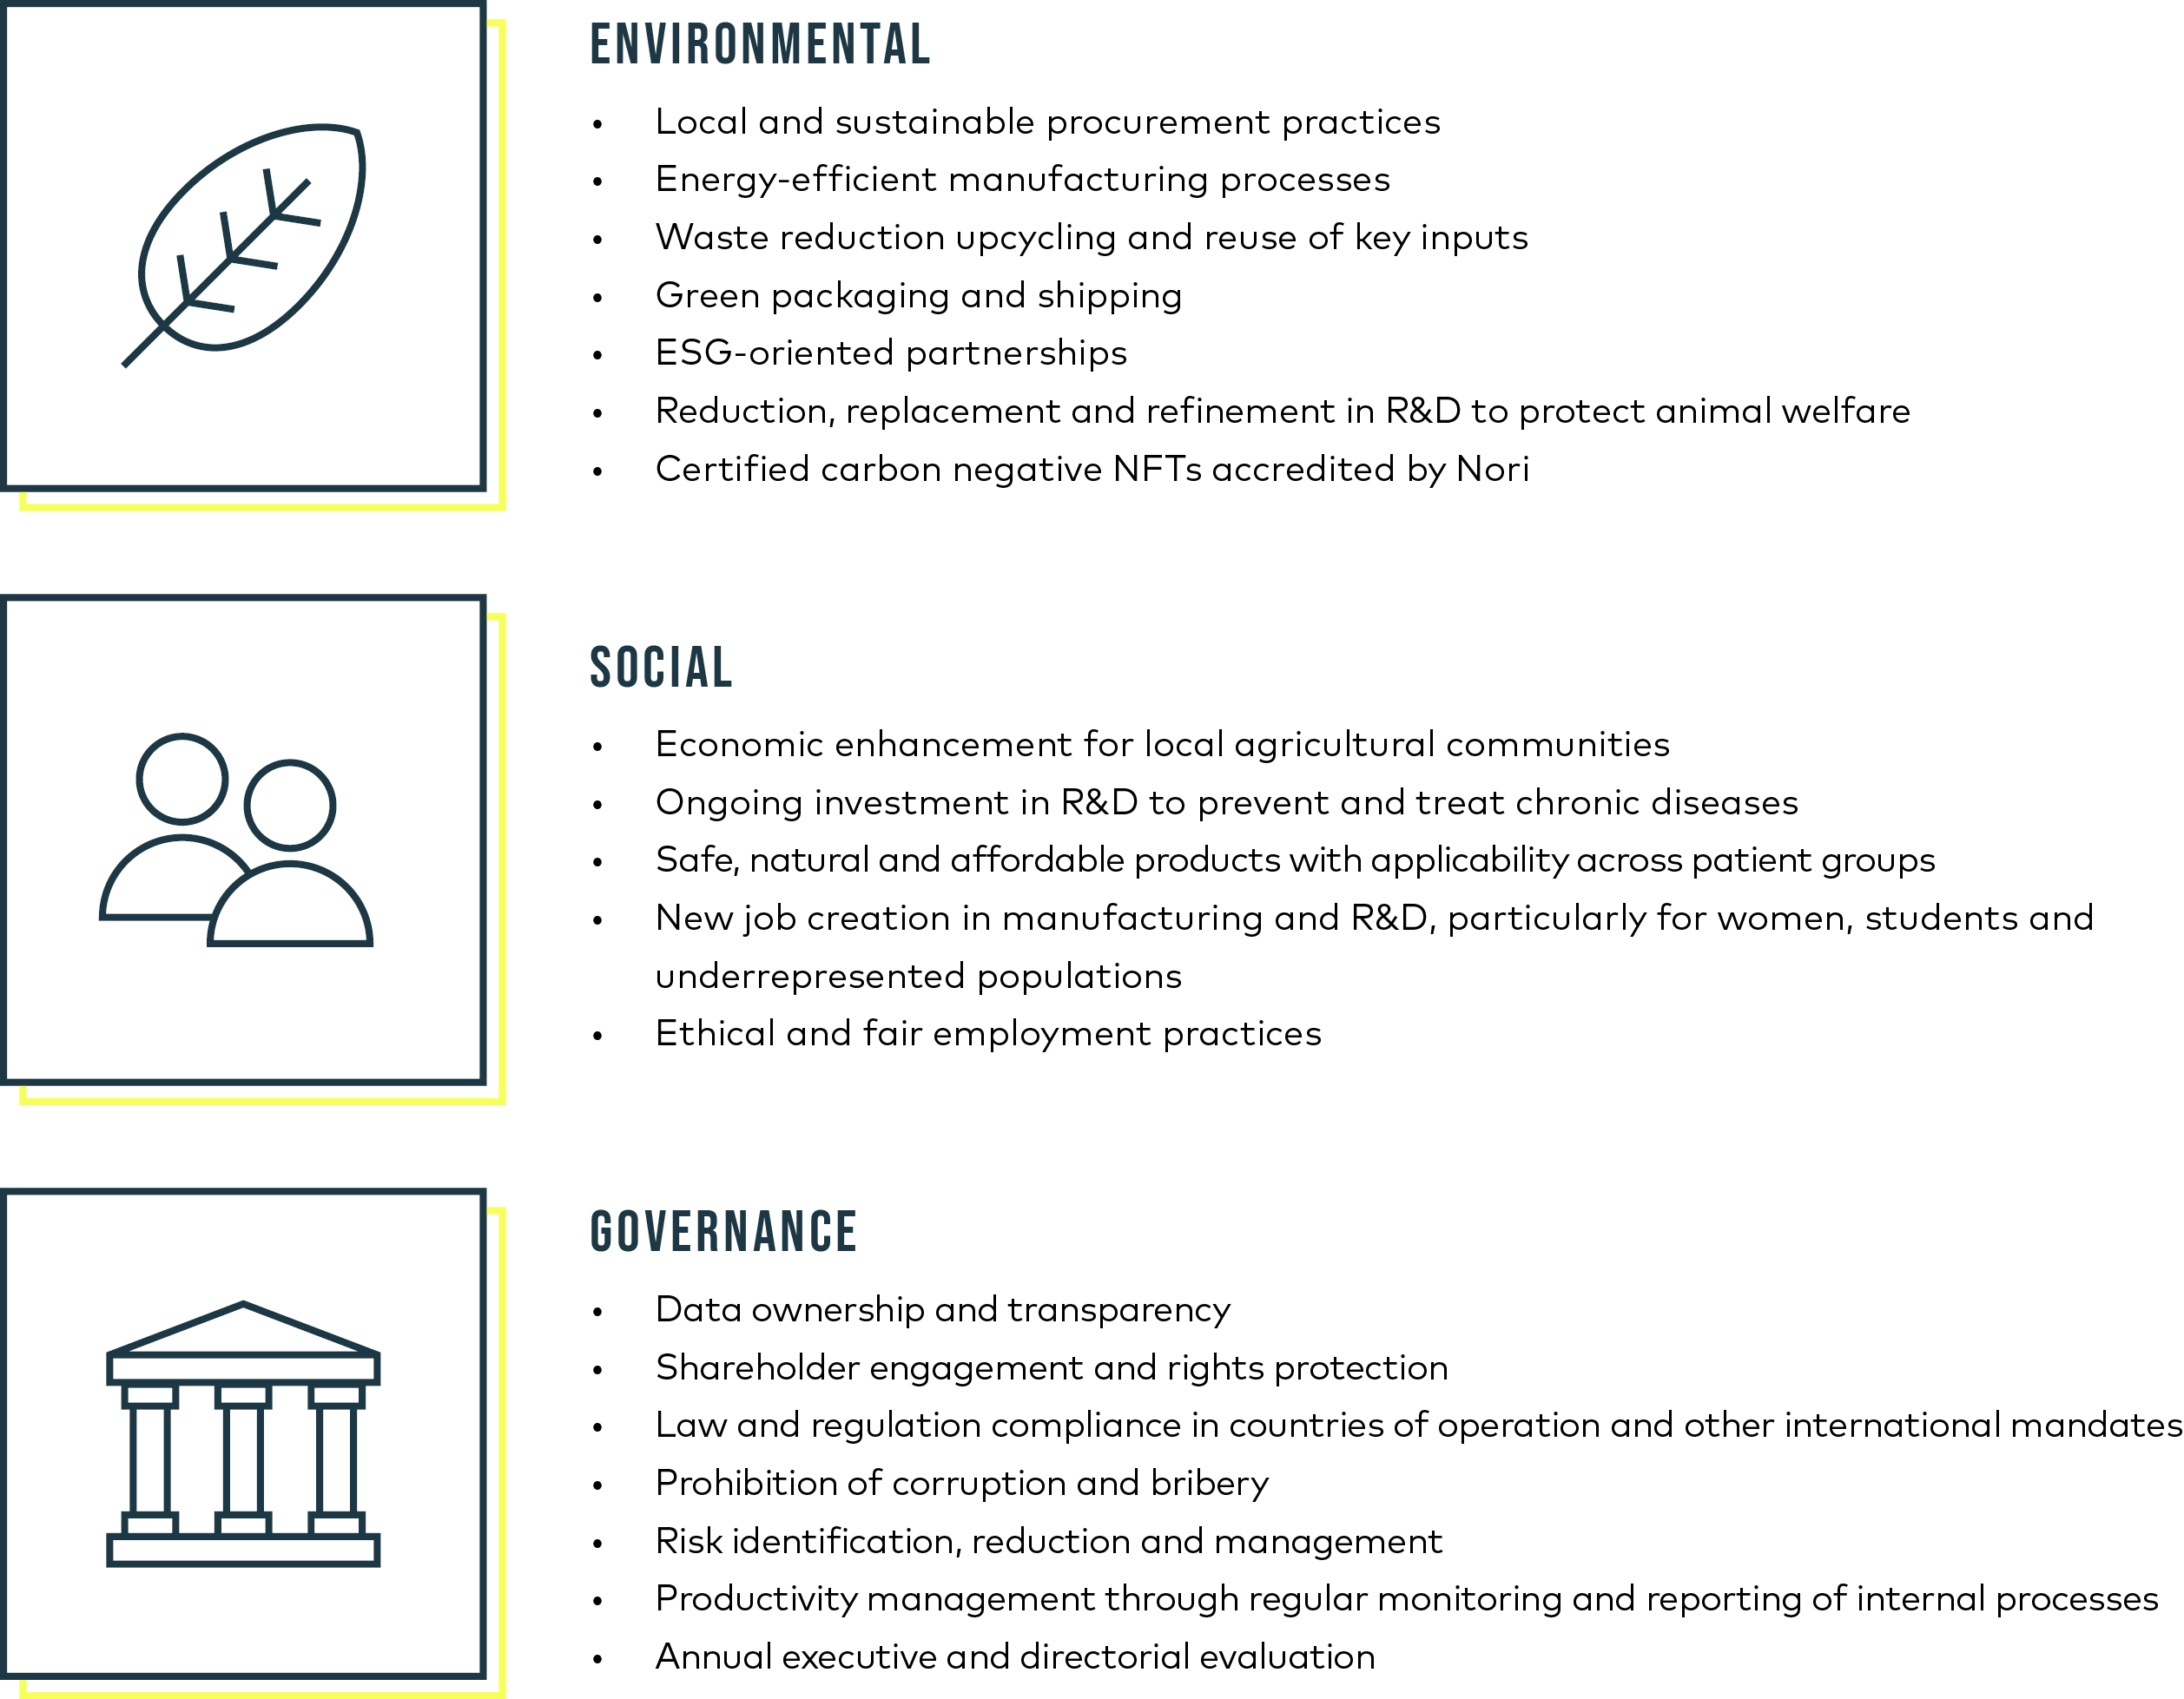 ENVIRONMENTAL
• Local and sustainable procurement practices
• Energy-efficient manufacturing processes
• Waste reduction upcycling and reuse of key inputs
• Green packaging and shipping
• ESG-oriented partnerships
• Reduction, replacement and refinement in R&D to protect animal welfare
• Certified carbon negative NFTs accredited by Nori
SOCIAL
• Economic enhancement for local agricultural communities
• Ongoing investment in R&D to prevent and treat chronic diseases
• Safe, natural and affordable products with applicability across patient groups
• New job creation in manufacturing and R&D, particularly for women, students and
underrepresented populations
• Ethical and fair employment practices
GOVERNANCE
• Data ownership and transparency
• Shareholder engagement and rights protection
• Law and regulation compliance in countries of operation and other international mandates
• Prohibition of corruption and bribery
• Risk identification, reduction and management
• Productivity management through regular monitoring and reporting of internal processes
• Annual executive and directorial evaluation